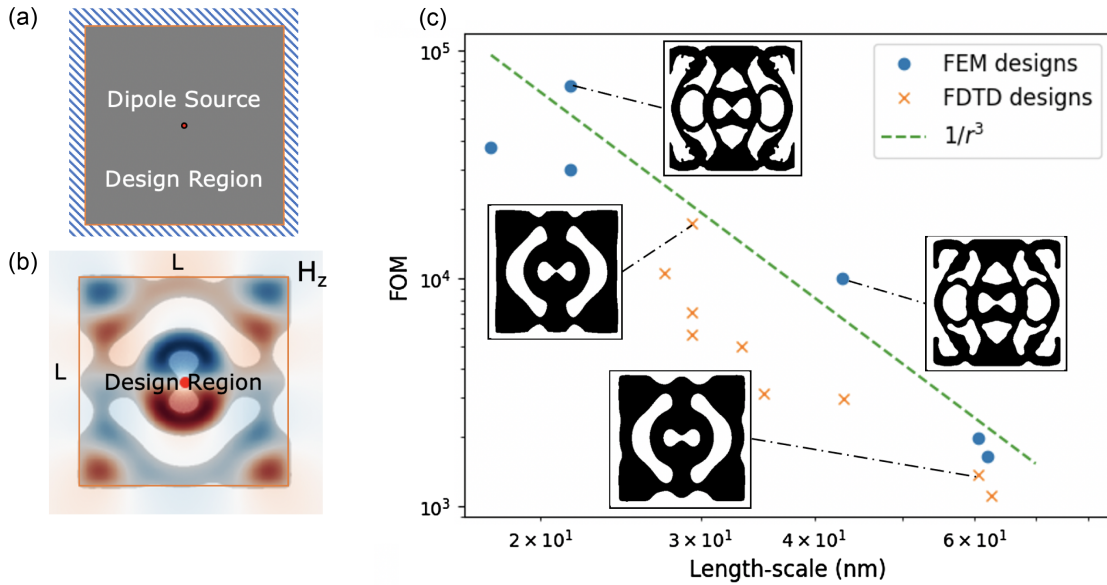 (a)
Dipole Source
Design Region
(b)
L
H_z
L
Design Region
(c)
10^5
10^4
10^3
FOM
FEM designs
FDTD designs
1/r^3
2 × 10^1
3 × 10^1
4 × 10^1
6 × 10^1
Length-scale (nm)